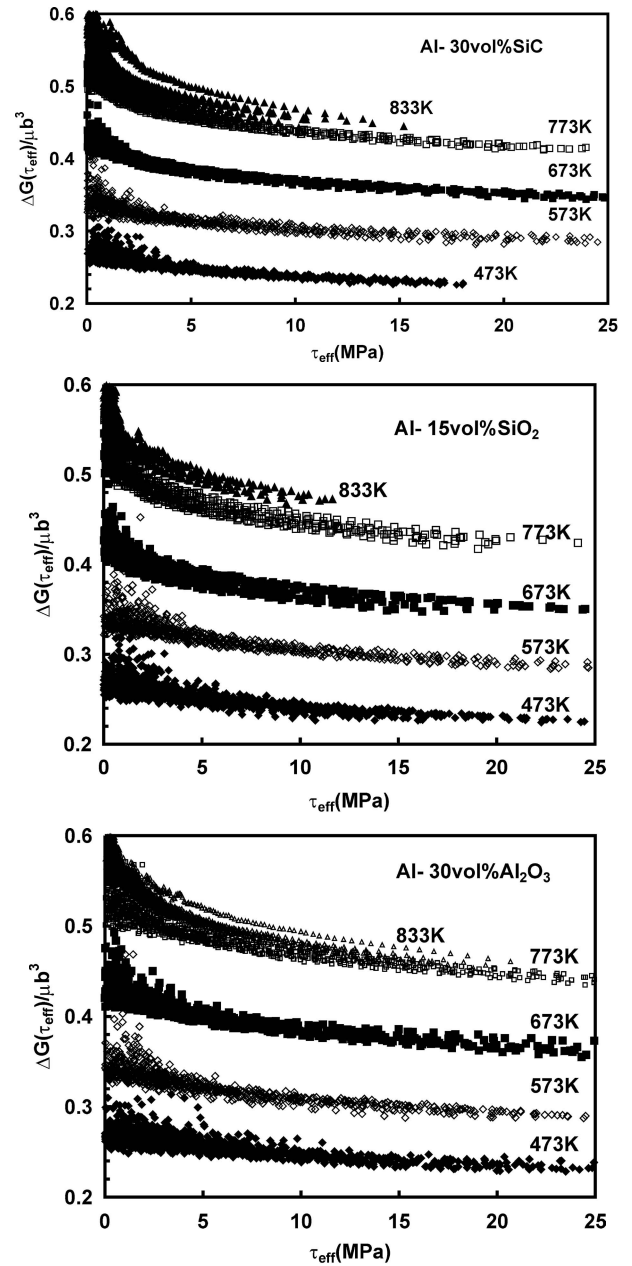 0.6
Al- 30vol%SiC
0.5
833K
773K
0.4
673K
573K
0.3
473K
0.2
0 5 10 15 20 25
ΔG(τeff)/μb³
τeff(MPa)
0.6
Al- 15vol%SiO₂
0.5
833K
773K
0.4
673K
573K
0.3
473K
0.2
0 5 10 15 20 25
ΔG(τeff)/μb³
τeff(MPa)
0.6
Al- 30vol%Al₂O₃
0.5
833K
773K
0.4
673K
573K
0.3
473K
0.2
0 5 10 15 20 25
ΔG(τeff)/μb³
τeff(MPa)